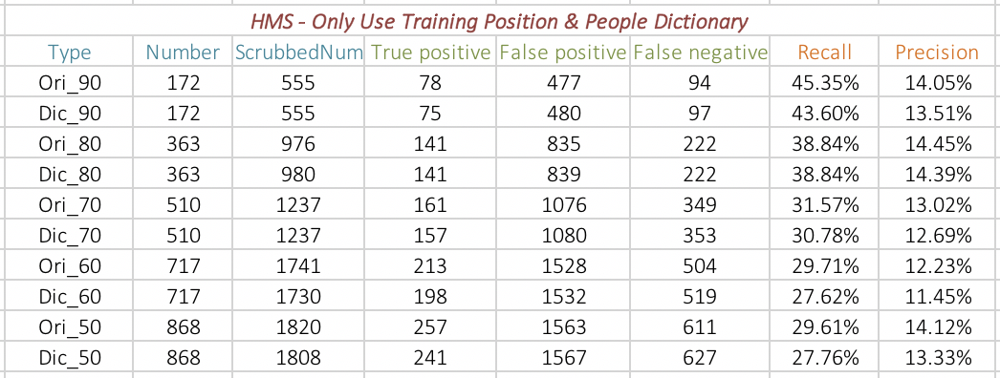 HMS - Only Use Training Position & People Dictionary
Type Number ScrubbedNum True positive False positive False negative Recall Precision
Ori_90 172 555 78 477 94 45.35% 14.05%
Dic_90 172 555 75 480 97 43.60% 13.51%
Ori_80 363 976 141 835 222 38.84% 14.45%
Dic_80 363 980 141 839 222 38.84% 14.39%
Ori_70 510 1237 161 1076 349 31.57% 13.02%
Dic_70 510 1237 157 1080 353 30.78% 12.69%
Ori_60 717 1741 213 1528 504 29.71% 12.23%
Dic_60 717 1730 198 1532 519 27.62% 11.45%
Ori_50 868 1820 257 1563 611 29.61% 14.12%
Dic_50 868 1808 241 1567 627 27.76% 13.33%